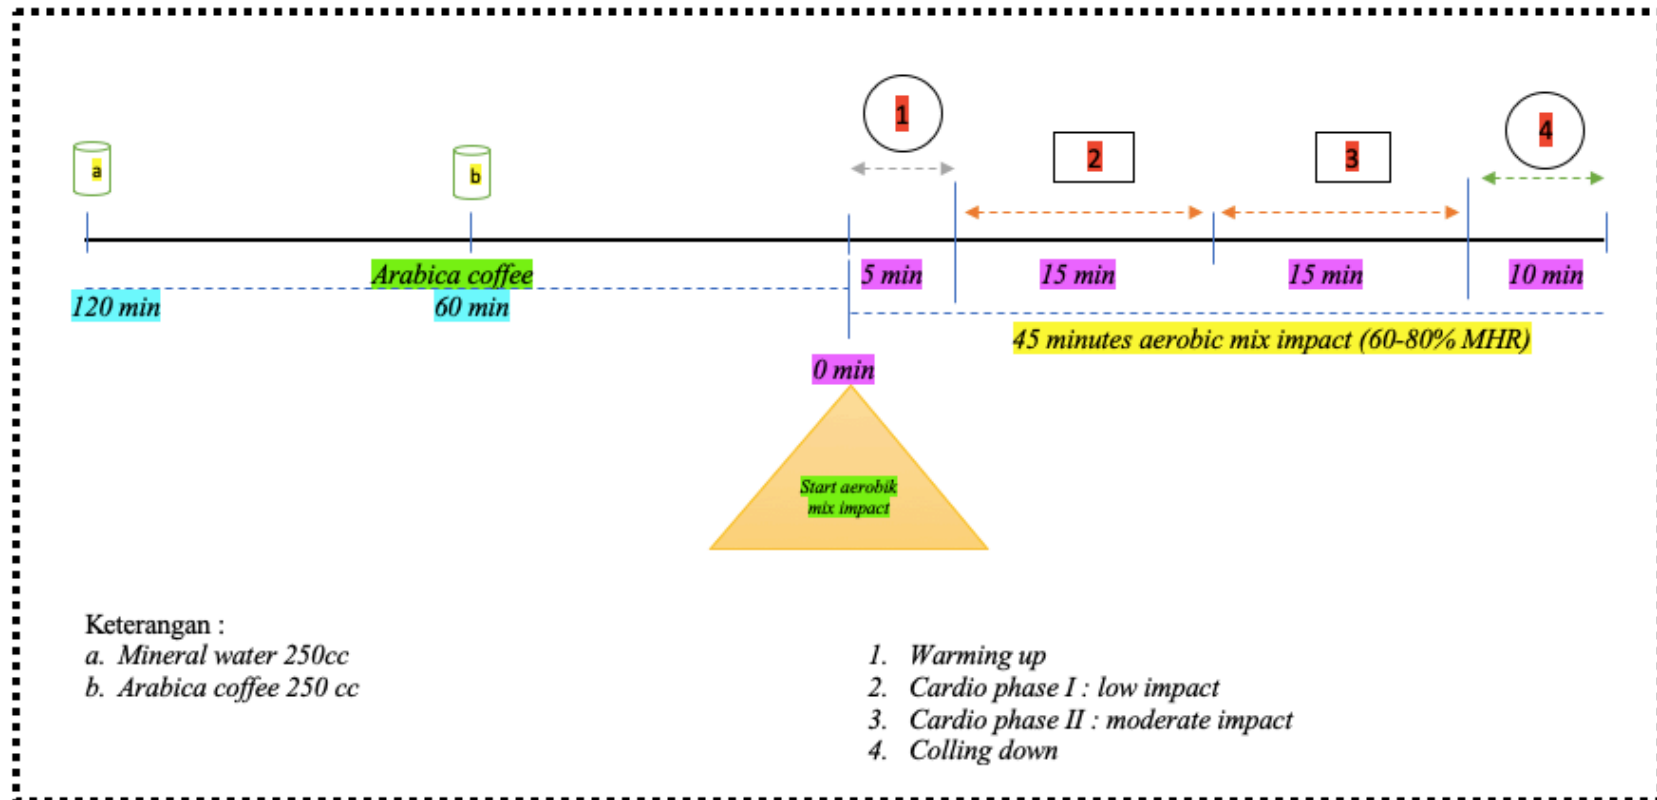 1
4
2
3
a
b
Arabica coffee
5 min
15 min
15 min
10 min
120 min
60 min
45 minutes aerobic mix impact (60-80% MHR)
0 min
Start aerobik
mix impact
Keterangan :
a. Mineral water 250cc
b. Arabica coffee 250 cc
1. Warming up
2. Cardio phase I : low impact
3. Cardio phase II : moderate impact
4. Colling down